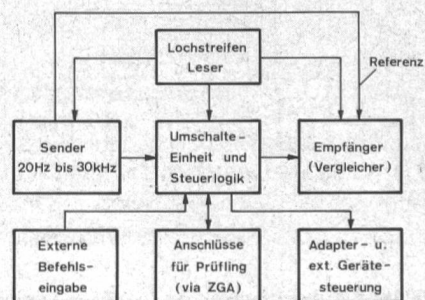 Lochstreifen
Leser
Referenz
Sender
20Hz bis 30kHz
Umschalte-
Einheit und
Steuerlogik
Empfänger
(Vergleicher)
Externe
Befehls-
eingabe
Anschlüsse
für Prüfling
(via ZGA)
Adapter- u.
ext. Geräte-
steuerung